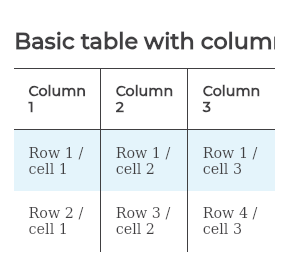 Basic table with colum
Column 1
Column 2
Column 3
Row 1 / cell 1
Row 1 / cell 2
Row 1 / cell 3
Row 2 / cell 1
Row 3 / cell 2
Row 4 / cell 3